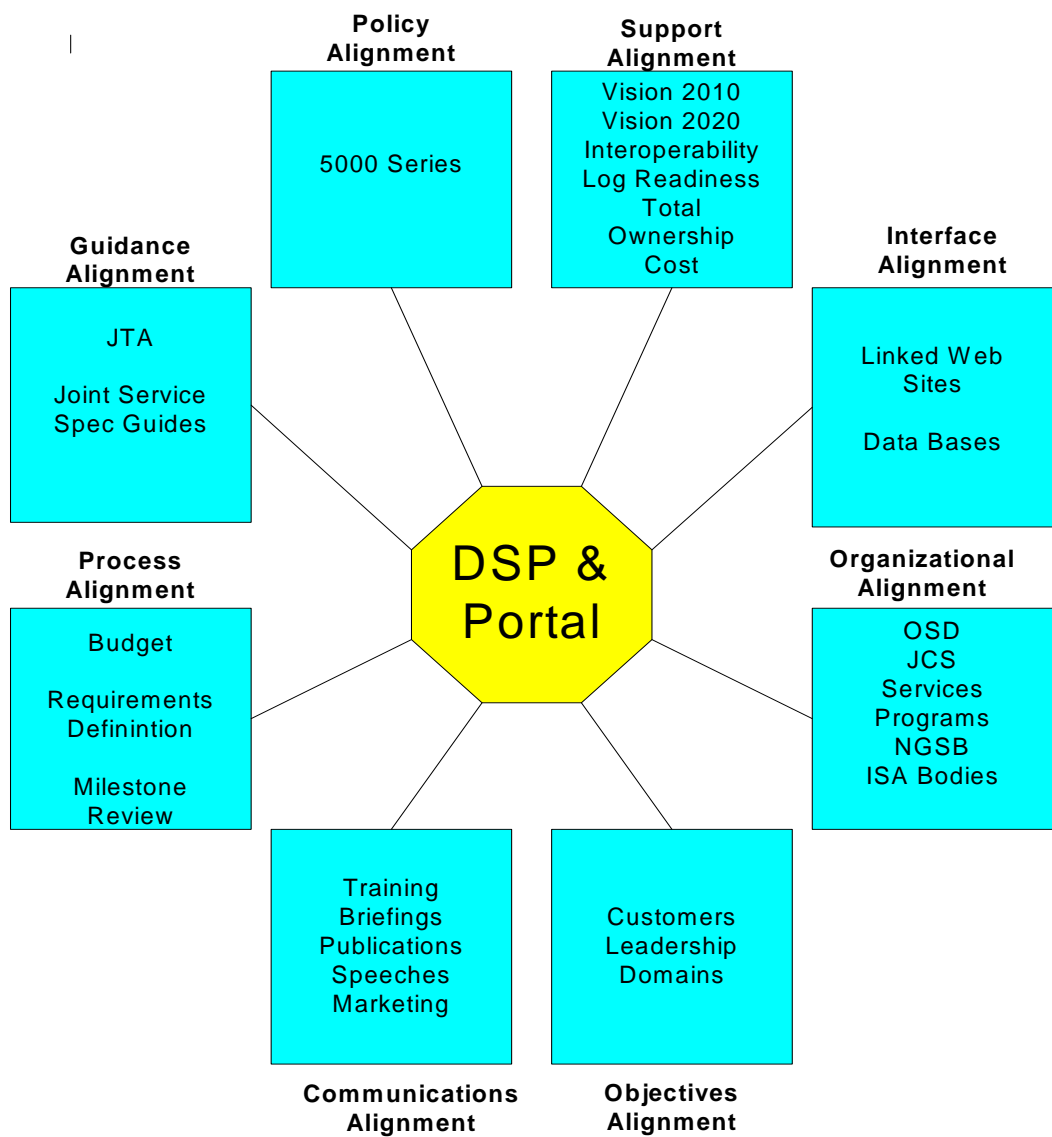 Policy
Alignment
5000 Series
Support
Alignment
Vision 2010
Vision 2020
Interoperability
Log Readiness
Total
Ownership
Cost
Guidance
Alignment
JTA
Joint Service
Spec Guides
Interface
Alignment
Linked Web
Sites
Data Bases
DSP &
Portal
Process
Alignment
Budget
Requirements
Definintion
Milestone
Review
Organizational
Alignment
OSD
JCS
Services
Programs
NGSB
ISA Bodies
Training
Briefings
Publications
Speeches
Marketing
Communications
Alignment
Customers
Leadership
Domains
Objectives
Alignment